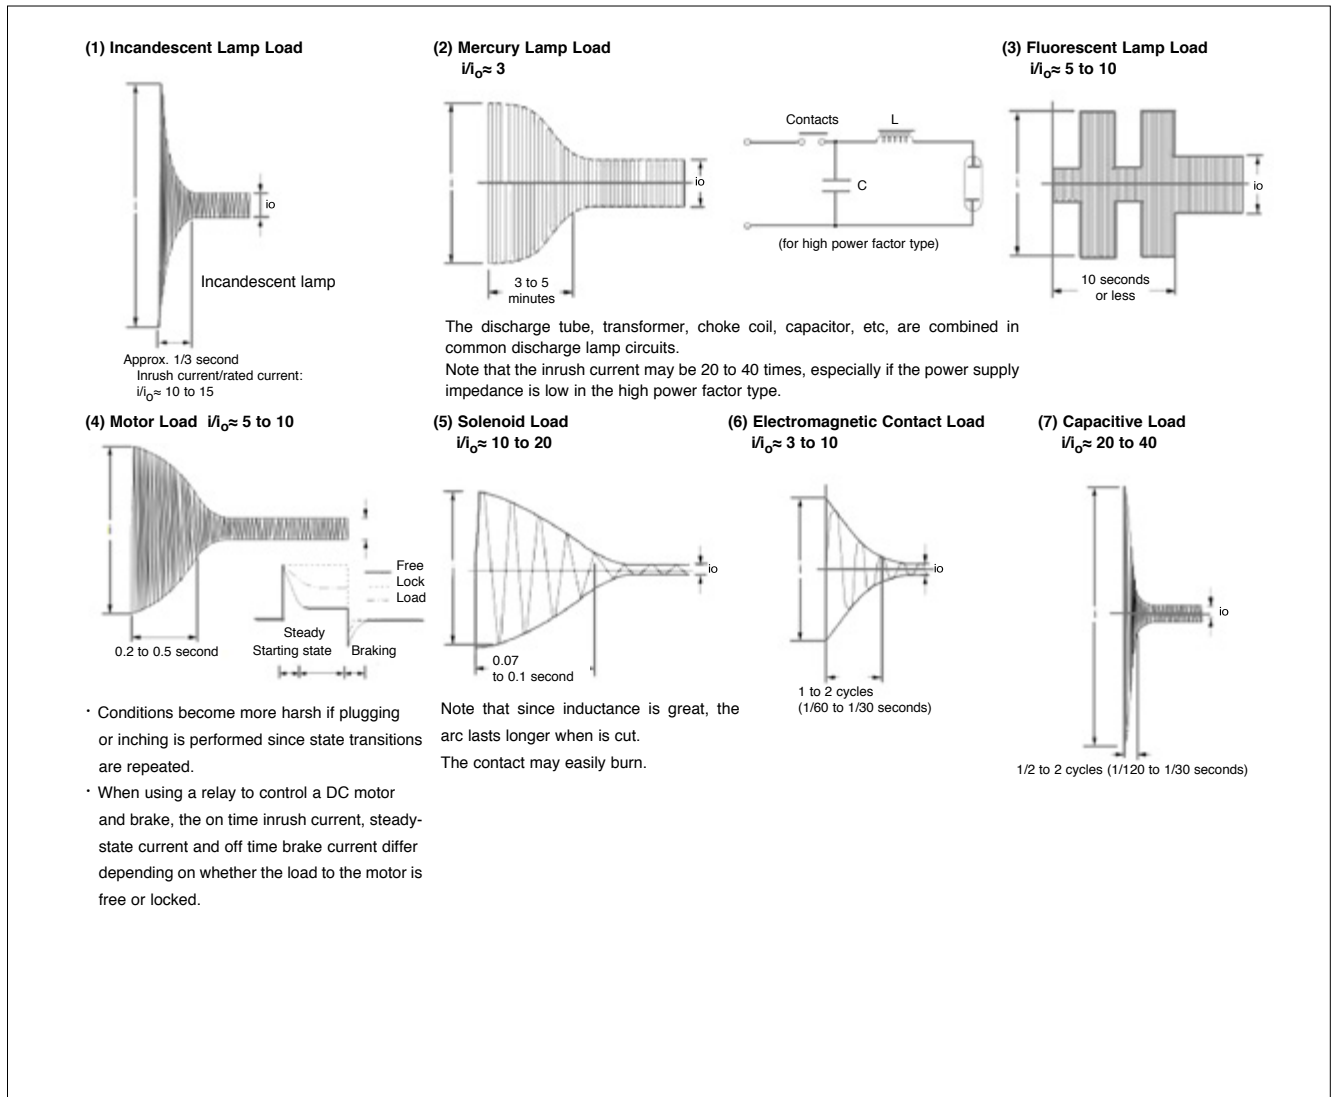 (1) Incandescent Lamp Load
io
Incandescent lamp
Approx. 1/3 second
Inrush current/rated current:
i/io≈ 10 to 15
(2) Mercury Lamp Load
i/io≈ 3
io
3 to 5
minutes
Contacts
L
C
(for high power factor type)
The discharge tube, transformer, choke coil, capacitor, etc, are combined in
common discharge lamp circuits.
Note that the inrush current may be 20 to 40 times, especially if the power supply
impedance is low in the high power factor type.
(3) Fluorescent Lamp Load
i/io≈ 5 to 10
io
10 seconds
or less
(4) Motor Load i/io≈ 5 to 10
Free
Lock
Load
Steady
Starting state
Braking
0.2 to 0.5 second
· Conditions become more harsh if plugging
or inching is performed since state transitions
are repeated.
· When using a relay to control a DC motor
and brake, the on time inrush current, steady-
state current and off time brake current differ
depending on whether the load to the motor is
free or locked.
(5) Solenoid Load
i/io≈ 10 to 20
io
0.07
to 0.1 second
Note that since inductance is great, the
arc lasts longer when is cut.
The contact may easily burn.
(6) Electromagnetic Contact Load
i/io≈ 3 to 10
io
1 to 2 cycles
(1/60 to 1/30 seconds)
(7) Capacitive Load
i/io≈ 20 to 40
io
1/2 to 2 cycles (1/120 to 1/30 seconds)